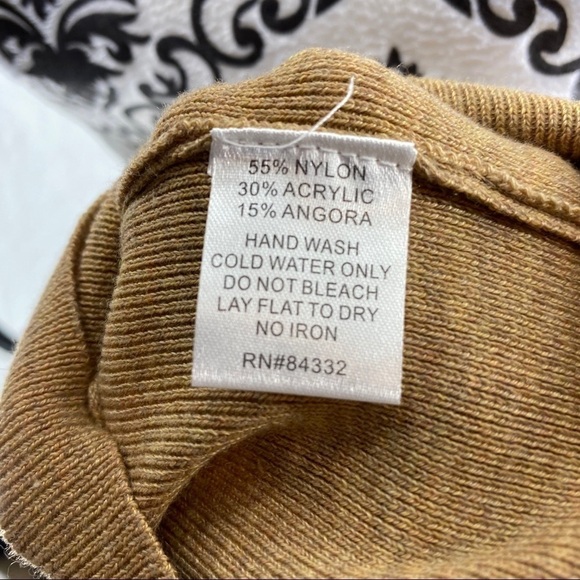 55% NYLON
30% ACRYLIC
15% ANGORA
HAND WASH
COLD WATER ONLY
DO NOT BLEACH
LAY FLAT TO DRY
NO IRON
RN#84332